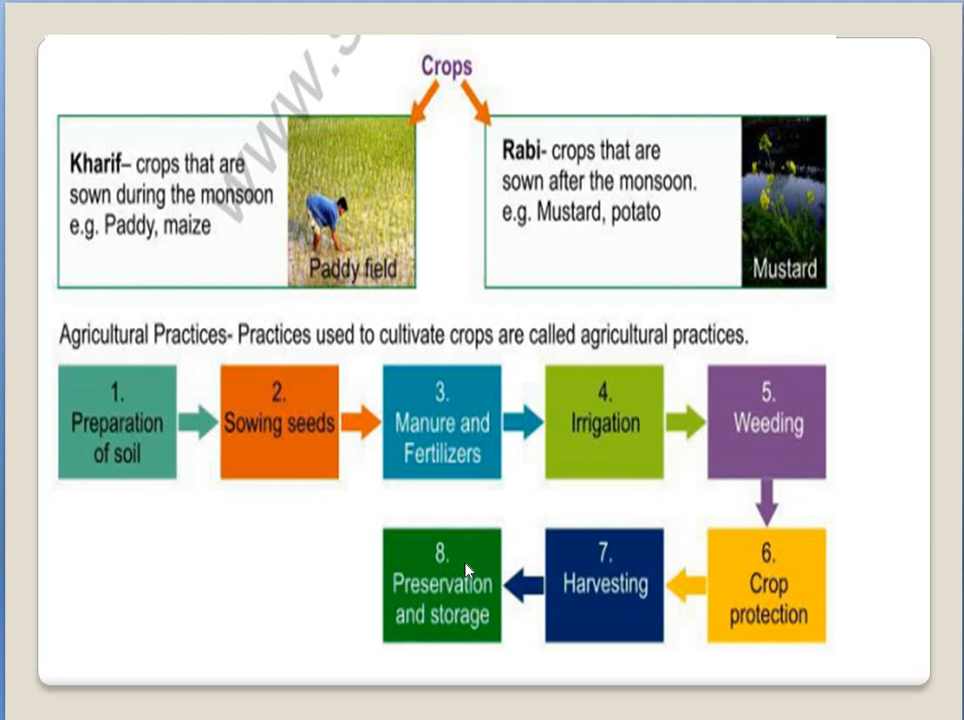 Crops
Kharif– crops that are
sown during the monsoon
e.g. Paddy, maize
Paddy field
Rabi- crops that are
sown after the monsoon.
e.g. Mustard, potato
Mustard
Agricultural Practices- Practices used to cultivate crops are called agricultural practices.
1.
Preparation
of soil
2.
Sowing seeds
3.
Manure and
Fertilizers
4.
Irrigation
5.
Weeding
6.
Crop
protection
7.
Harvesting
8.
Preservation
and storage